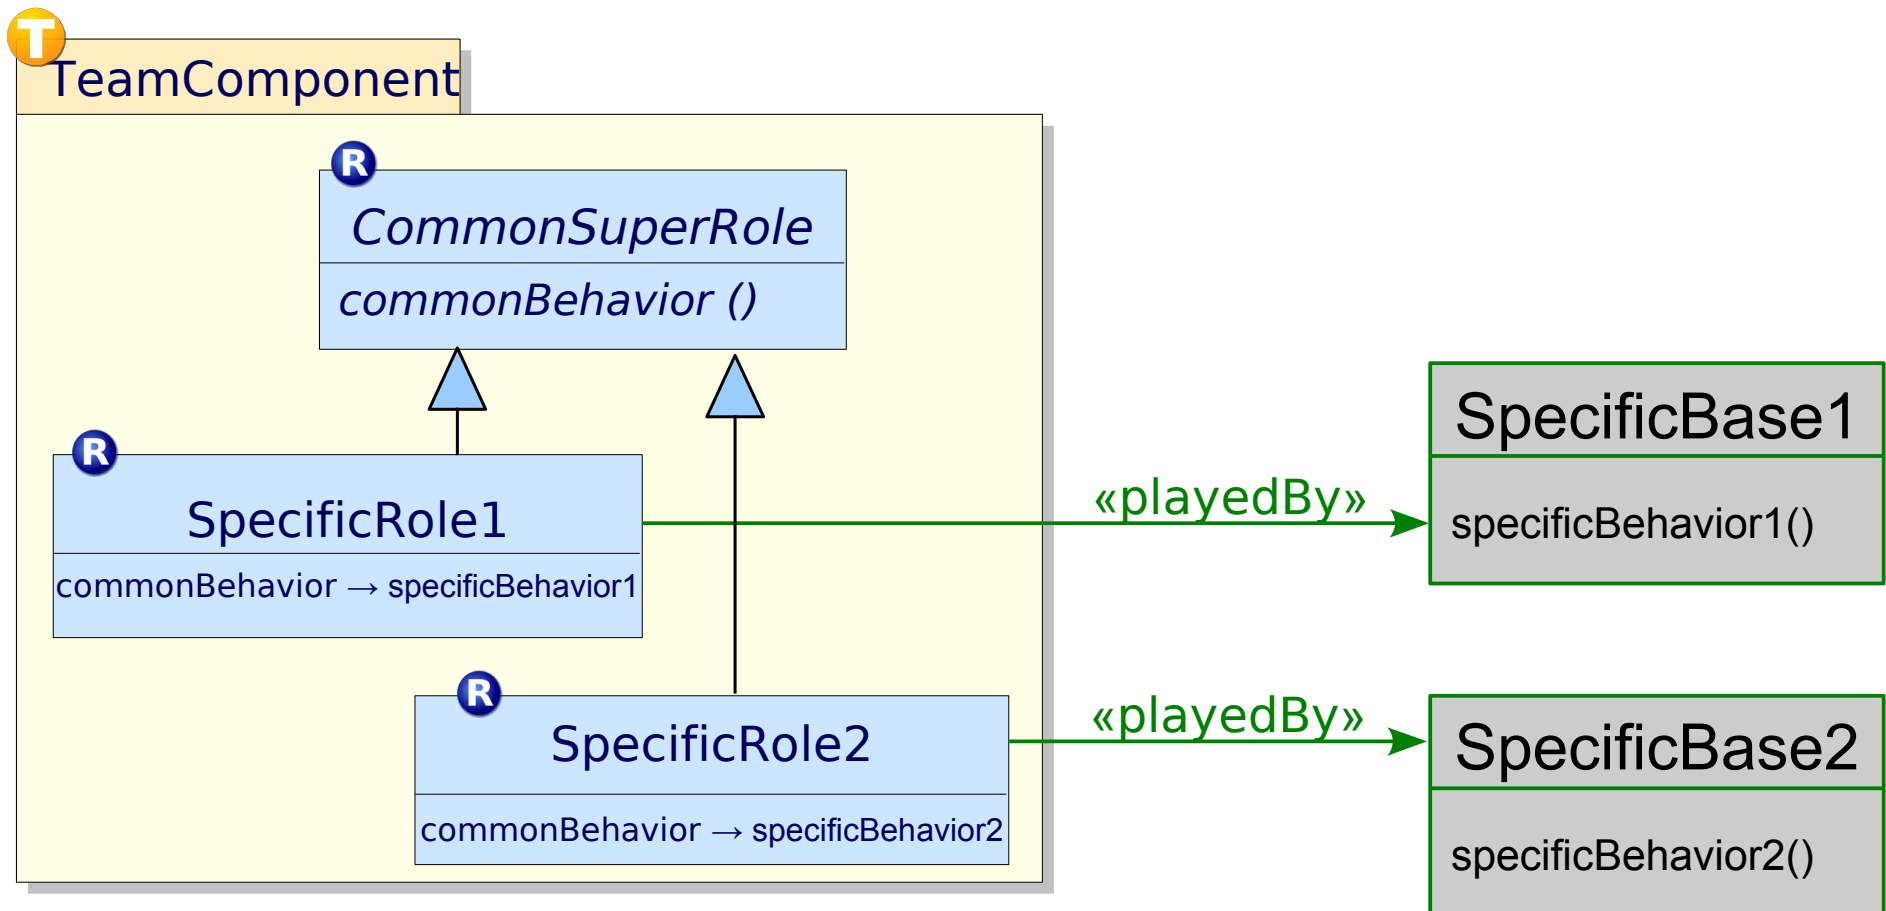 T
TeamComponent
R
CommonSuperRole
commonBehavior ()
R
SpecificRole1
commonBehavior → specificBehavior1
«playedBy»
SpecificBase1
specificBehavior1()
R
SpecificRole2
commonBehavior → specificBehavior2
«playedBy»
SpecificBase2
specificBehavior2()